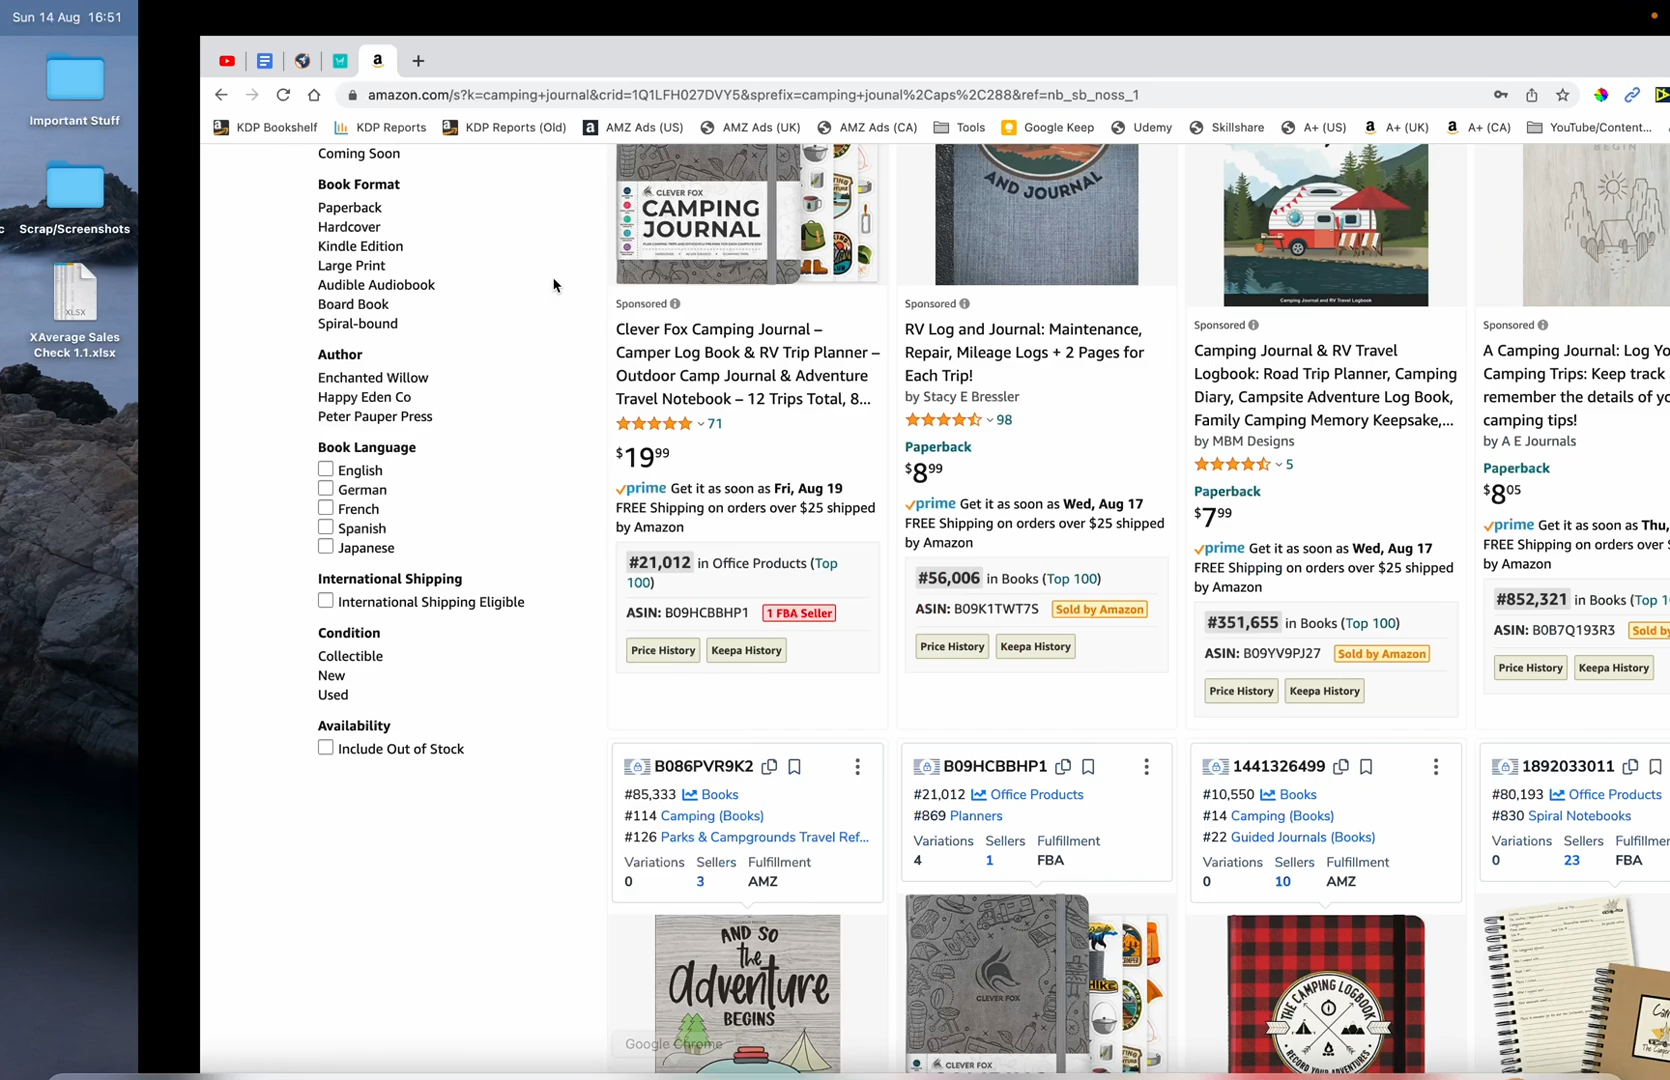 Sun 14 Aug 16:51
Important Stuff
Scrap/Screenshots
c
XLSX
XAverage Sales
Check 1.1.xlsx
amazon.com/s?k=camping+journal&crid=1Q1LFH027DVY5&sprefix=camping+jounal%2Caps%2C288&ref=nb_sb_noss_1
KDP Bookshelf
KDP Reports
KDP Reports (Old)
AMZ Ads (US)
AMZ Ads (UK)
AMZ Ads (CA)
Tools
Google Keep
Udemy
Skillshare
A+ (US)
A+ (UK)
A+ (CA)
YouTube/Content...
Coming Soon
Book Format
Paperback
Hardcover
Kindle Edition
Large Print
Audible Audiobook
Board Book
Spiral-bound
Author
Enchanted Willow
Happy Eden Co
Peter Pauper Press
Book Language
English
German
French
Spanish
Japanese
International Shipping
International Shipping Eligible
Condition
Collectible
New
Used
Availability
Include Out of Stock
CLEVER FOX
CAMPING
JOURNAL
Sponsored
Clever Fox Camping Journal –
Camper Log Book & RV Trip Planner –
Outdoor Camp Journal & Adventure
Travel Notebook – 12 Trips Total, 8...
71
$19 99
prime Get it as soon as Fri, Aug 19
FREE Shipping on orders over $25 shipped
by Amazon
#21,012 in Office Products (Top
100)
ASIN: B09HCBBHP1 1 FBA Seller
Price History Keepa History
AND JOURNAL
Sponsored
RV Log and Journal: Maintenance,
Repair, Mileage Logs + 2 Pages for
Each Trip!
by Stacy E Bressler
98
Paperback
$8 99
prime Get it as soon as Wed, Aug 17
FREE Shipping on orders over $25 shipped
by Amazon
#56,006 in Books (Top 100)
ASIN: B09K1TWT7S Sold by Amazon
Price History Keepa History
Camping Journal and RV Travel Logbook
Sponsored
Camping Journal & RV Travel
Logbook: Road Trip Planner, Camping
Diary, Campsite Adventure Log Book,
Family Camping Memory Keepsake,...
by MBM Designs
5
Paperback
$7 99
prime Get it as soon as Wed, Aug 17
FREE Shipping on orders over $25 shipped
by Amazon
#351,655 in Books (Top 100)
ASIN: B09YV9PJ27 Sold by Amazon
Price History Keepa History
BEGIN
Sponsored
A Camping Journal: Log Yo
Camping Trips: Keep track
remember the details of yo
camping tips!
by A E Journals
Paperback
$8 05
prime Get it as soon as Thu,
FREE Shipping on orders over
by Amazon
#852,321 in Books (Top 1
ASIN: B0B7Q193R3 Sold by
Price History Keepa History
B086PVR9K2
#85,333 Books
#114 Camping (Books)
#126 Parks & Campgrounds Travel Ref...
Variations Sellers Fulfillment
0 3 AMZ
AND SO
the
adventure
BEGINS
Google Chrome
B09HCBBHP1
#21,012 Office Products
#869 Planners
Variations Sellers Fulfillment
4 1 FBA
CLEVER FOX
HIKE
CLEVER FOX
1441326499
#10,550 Books
#14 Camping (Books)
#22 Guided Journals (Books)
Variations Sellers Fulfillment
0 10 AMZ
THE CAMPING LOGBOOK
RECORD YOUR ADVENTURES
1892033011
#80,193 Office Products
#830 Spiral Notebooks
Variations Sellers Fulfillmen
0 23 FBA